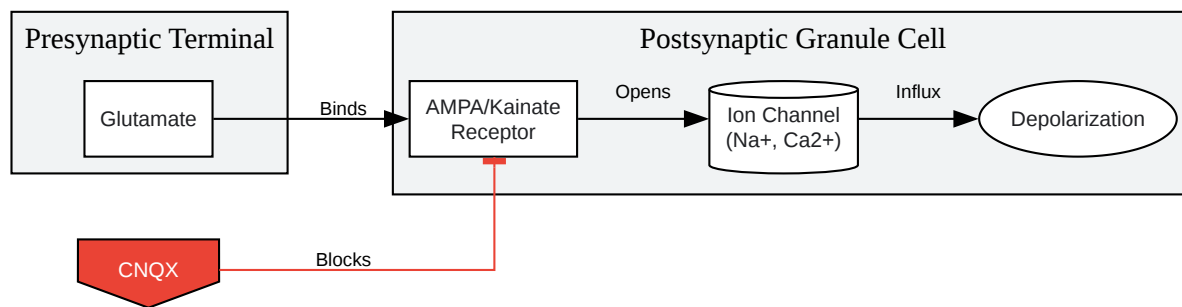 Presynaptic Terminal
Postsynaptic Granule Cell
Glutamate
Binds
AMPA/Kainate
Receptor
Opens
Ion Channel
(Na+, Ca2+)
Influx
Depolarization
CNQX
Blocks